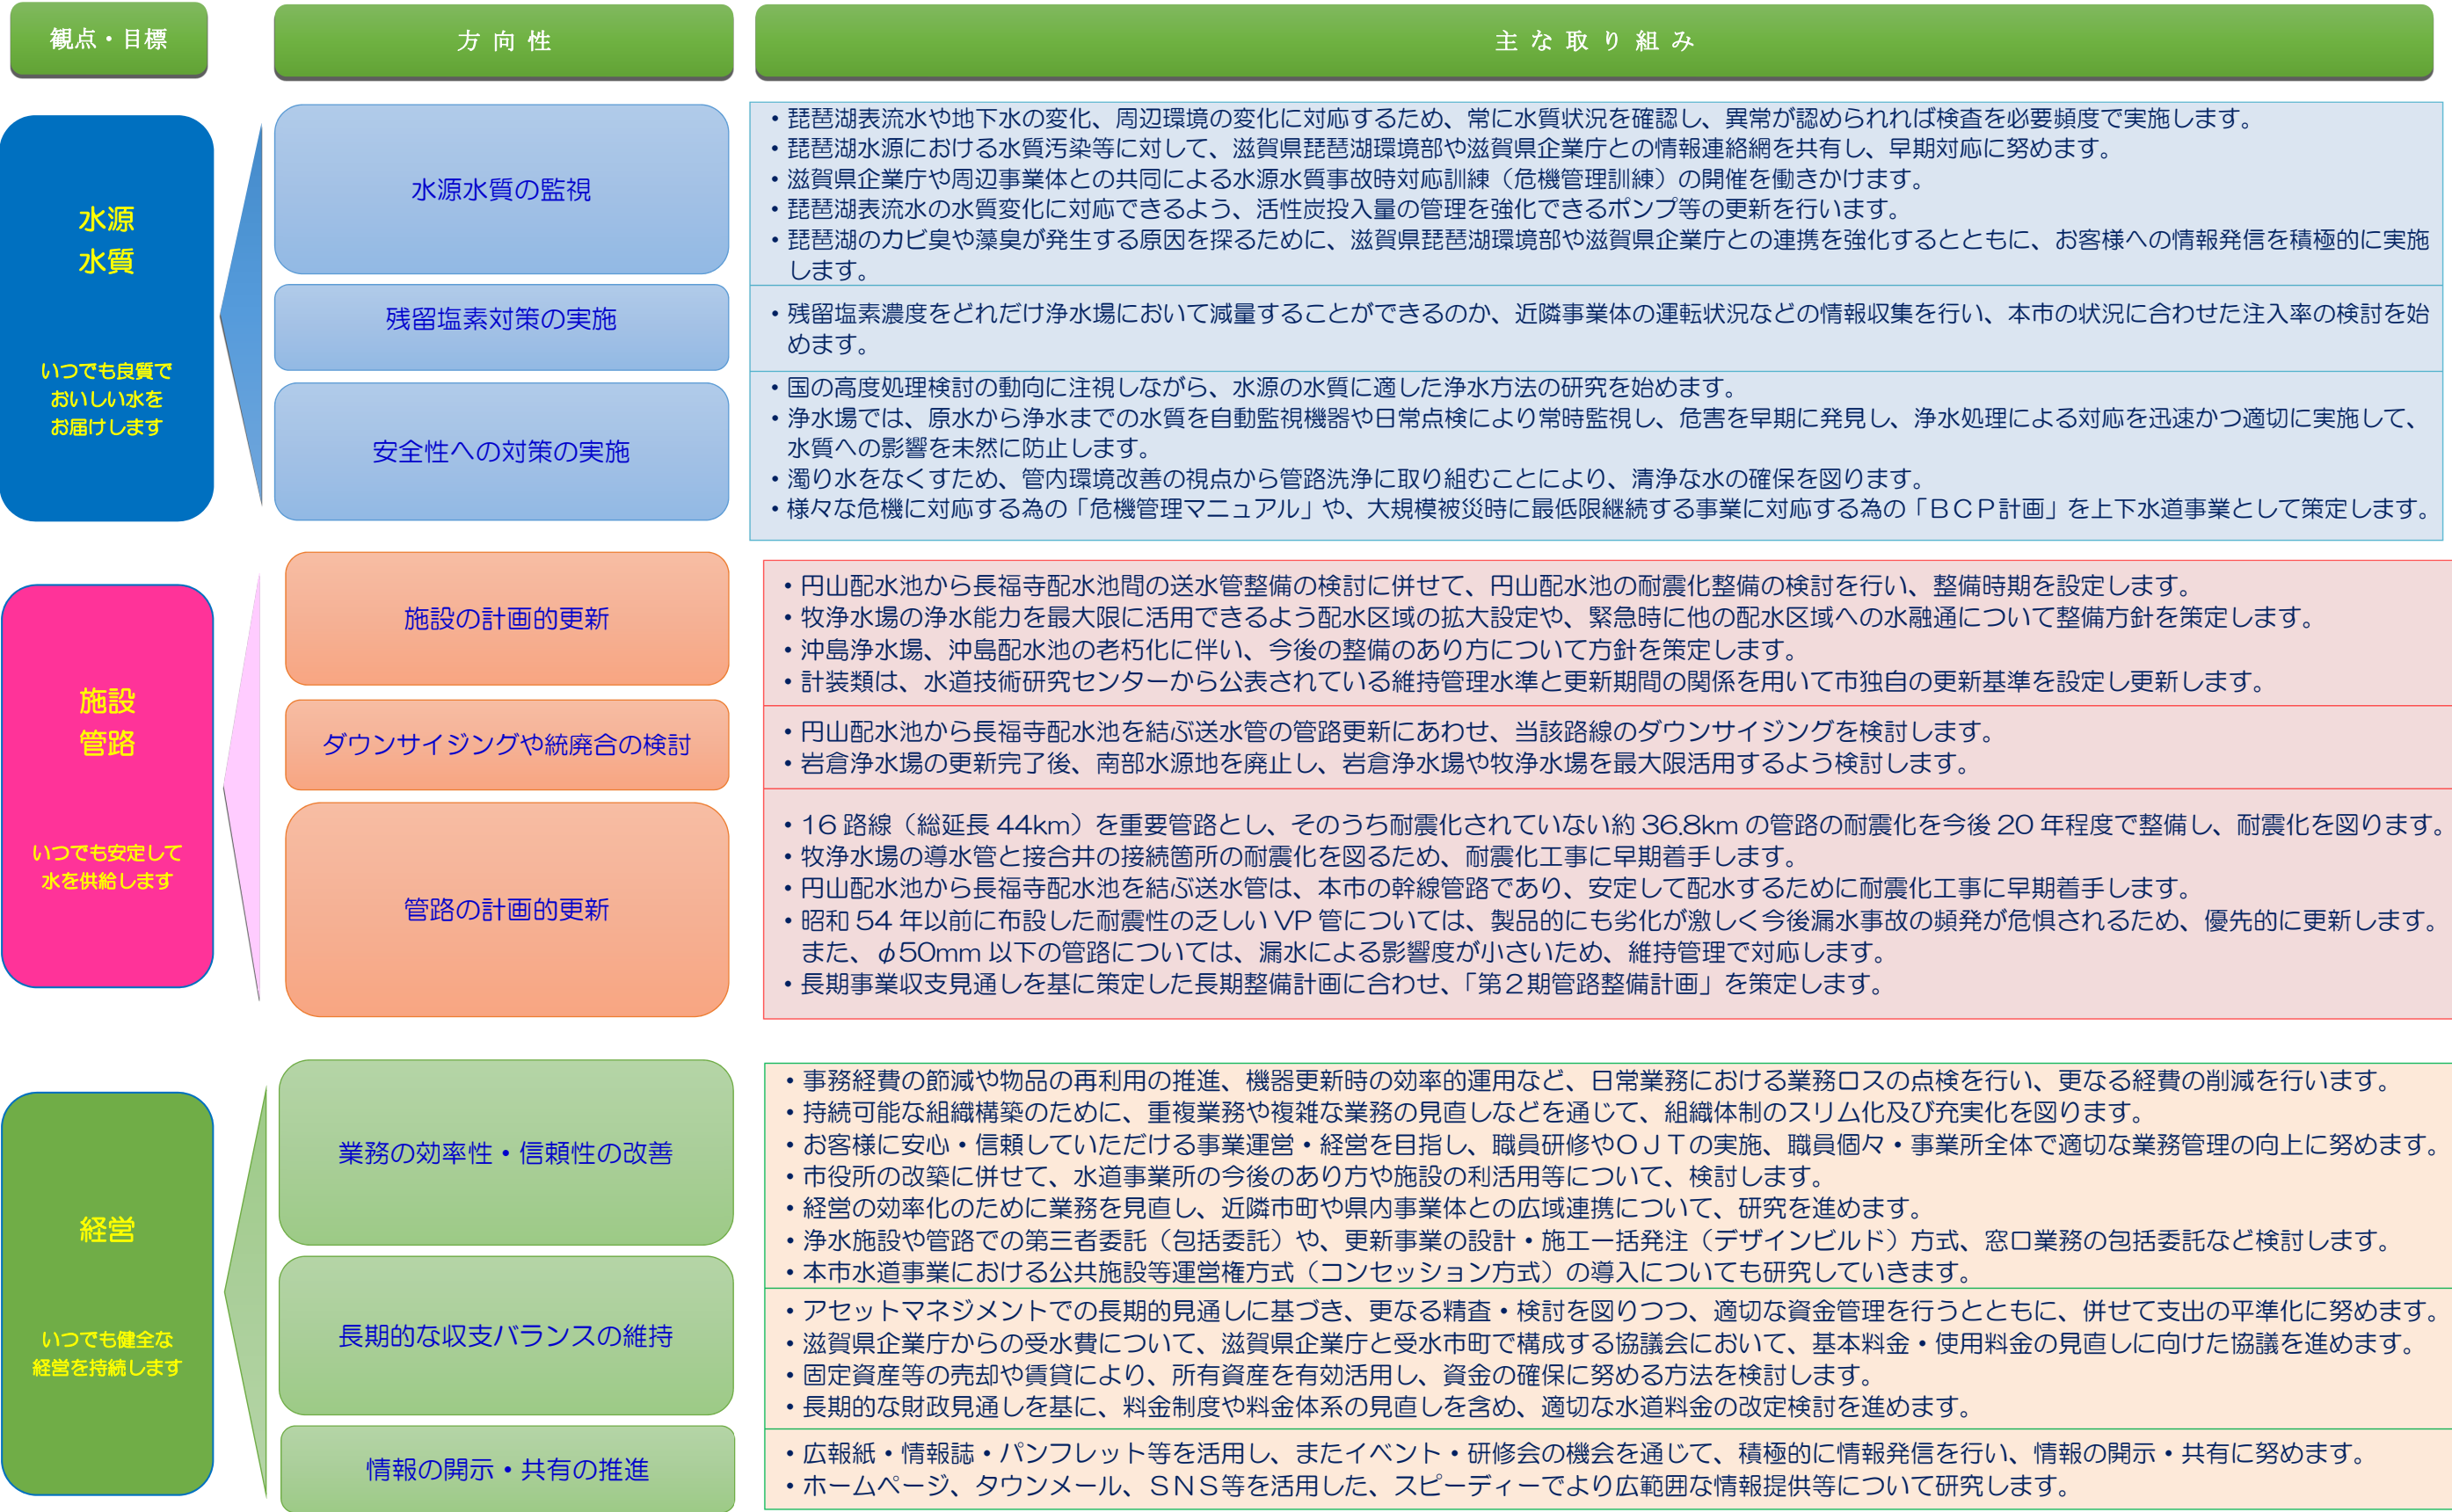 観点・目標
方 向 性
主 な 取 り 組 み
水源
水質
いつでも良質で
おいしい水を
お届けします
水源水質の監視
・琵琶湖表流水や地下水の変化、周辺環境の変化に対応するため、常に水質状況を確認し、異常が認められれば検査を必要頻度で実施します。
・琵琶湖水源における水質汚染等に対して、滋賀県琵琶湖環境部や滋賀県企業庁との情報連絡網を共有し、早期対応に努めます。
・滋賀県企業庁や周辺事業体との共同による水源水質事故時対応訓練（危機管理訓練）の開催を働きかけます。
・琵琶湖表流水の水質変化に対応できるよう、活性炭投入量の管理を強化できるポンプ等の更新を行います。
・琵琶湖のカビ臭や藻臭が発生する原因を探るために、滋賀県琵琶湖環境部や滋賀県企業庁との連携を強化するとともに、お客様への情報発信を積極的に実施
します。
残留塩素対策の実施
・残留塩素濃度をどれだけ浄水場において減量することができるのか、近隣事業体の運転状況などの情報収集を行い、本市の状況に合わせた注入率の検討を始
めます。
安全性への対策の実施
・国の高度処理検討の動向に注視しながら、水源の水質に適した浄水方法の研究を始めます。
・浄水場では、原水から浄水までの水質を自動監視機器や日常点検により常時監視し、危害を早期に発見し、浄水処理による対応を迅速かつ適切に実施して、
水質への影響を未然に防止します。
・濁り水をなくすため、管内環境改善の視点から管路洗浄に取り組むことにより、清浄な水の確保を図ります。
・様々な危機に対応する為の「危機管理マニュアル」や、大規模被災時に最低限継続する事業に対応する為の「ＢＣＰ計画」を上下水道事業として策定します。
施設
管路
いつでも安定して
水を供給します
施設の計画的更新
・円山配水池から長福寺配水池間の送水管整備の検討に併せて、円山配水池の耐震化整備の検討を行い、整備時期を設定します。
・牧浄水場の浄水能力を最大限に活用できるよう配水区域の拡大設定や、緊急時に他の配水区域への水融通について整備方針を策定します。
・沖島浄水場、沖島配水池の老朽化に伴い、今後の整備のあり方について方針を策定します。
・計装類は、水道技術研究センターから公表されている維持管理水準と更新期間の関係を用いて市独自の更新基準を設定し更新します。
ダウンサイジングや統廃合の検討
・円山配水池から長福寺配水池を結ぶ送水管の管路更新にあわせ、当該路線のダウンサイジングを検討します。
・岩倉浄水場の更新完了後、南部水源地を廃止し、岩倉浄水場や牧浄水場を最大限活用するよう検討します。
管路の計画的更新
・16 路線（総延長 44km）を重要管路とし、そのうち耐震化されていない約 36.8km の管路の耐震化を今後 20 年程度で整備し、耐震化を図ります。
・牧浄水場の導水管と接合井の接続箇所の耐震化を図るため、耐震化工事に早期着手します。
・円山配水池から長福寺配水池を結ぶ送水管は、本市の幹線管路であり、安定して配水するために耐震化工事に早期着手します。
・昭和 54 年以前に布設した耐震性の乏しい VP 管については、製品的にも劣化が激しく今後漏水事故の頻発が危惧されるため、優先的に更新します。
また、φ50mm 以下の管路については、漏水による影響度が小さいため、維持管理で対応します。
・長期事業収支見通しを基に策定した長期整備計画に合わせ、「第２期管路整備計画」を策定します。
経営
いつでも健全な
経営を持続します
業務の効率性・信頼性の改善
・事務経費の節減や物品の再利用の推進、機器更新時の効率的運用など、日常業務における業務ロスの点検を行い、更なる経費の削減を行います。
・持続可能な組織構築のために、重複業務や複雑な業務の見直しなどを通じて、組織体制のスリム化及び充実化を図ります。
・お客様に安心・信頼していただける事業運営・経営を目指し、職員研修やＯＪＴの実施、職員個々・事業所全体で適切な業務管理の向上に努めます。
・市役所の改築に併せて、水道事業所の今後のあり方や施設の利活用等について、検討します。
・経営の効率化のために業務を見直し、近隣市町や県内事業体との広域連携について、研究を進めます。
・浄水施設や管路での第三者委託（包括委託）や、更新事業の設計・施工一括発注（デザインビルド）方式、窓口業務の包括委託など検討します。
・本市水道事業における公共施設等運営権方式（コンセッション方式）の導入についても研究していきます。
長期的な収支バランスの維持
・アセットマネジメントでの長期的見通しに基づき、更なる精査・検討を図りつつ、適切な資金管理を行うとともに、併せて支出の平準化に努めます。
・滋賀県企業庁からの受水費について、滋賀県企業庁と受水市町で構成する協議会において、基本料金・使用料金の見直しに向けた協議を進めます。
・固定資産等の売却や賃貸により、所有資産を有効活用し、資金の確保に努める方法を検討します。
・長期的な財政見通しを基に、料金制度や料金体系の見直しを含め、適切な水道料金の改定検討を進めます。
情報の開示・共有の推進
・広報紙・情報誌・パンフレット等を活用し、またイベント・研修会の機会を通じて、積極的に情報発信を行い、情報の開示・共有に努めます。
・ホームページ、タウンメール、ＳＮＳ等を活用した、スピーディーでより広範囲な情報提供等について研究します。